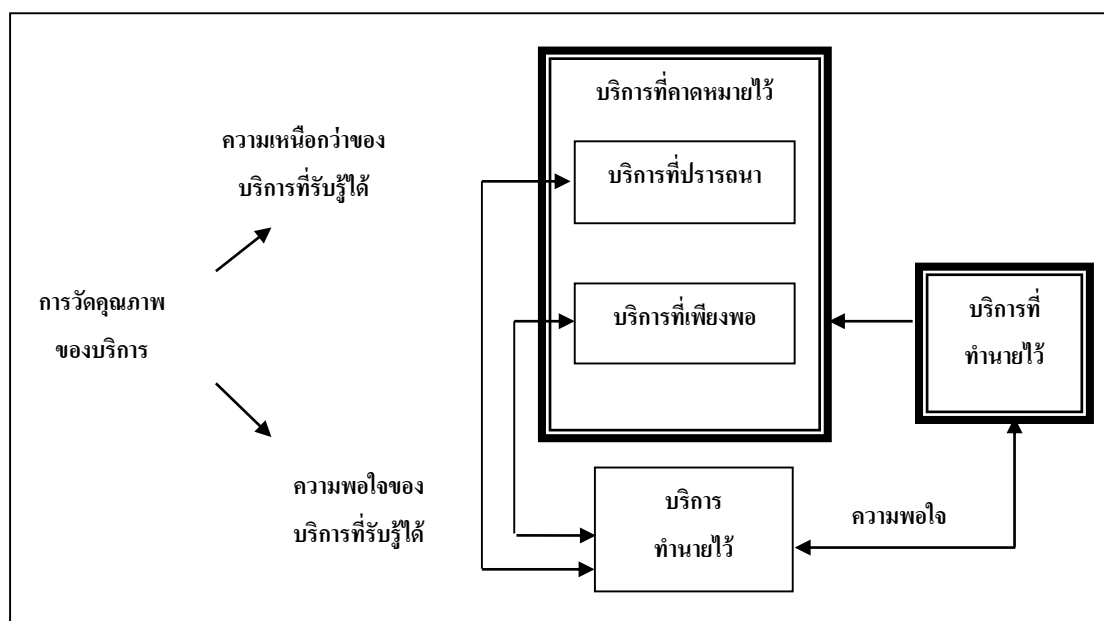 บริการที่คาดหมายไว้
ความเหนือกว่าของ
บริการที่รับรู้ได้
บริการที่ปรารถนา
การวัดคุณภาพ
ของบริการ
บริการที่เพียงพอ
บริการที่
ทำนายไว้
ความพอใจของ
บริการที่รับรู้ได้
บริการ
ทำนายไว้
ความพอใจ